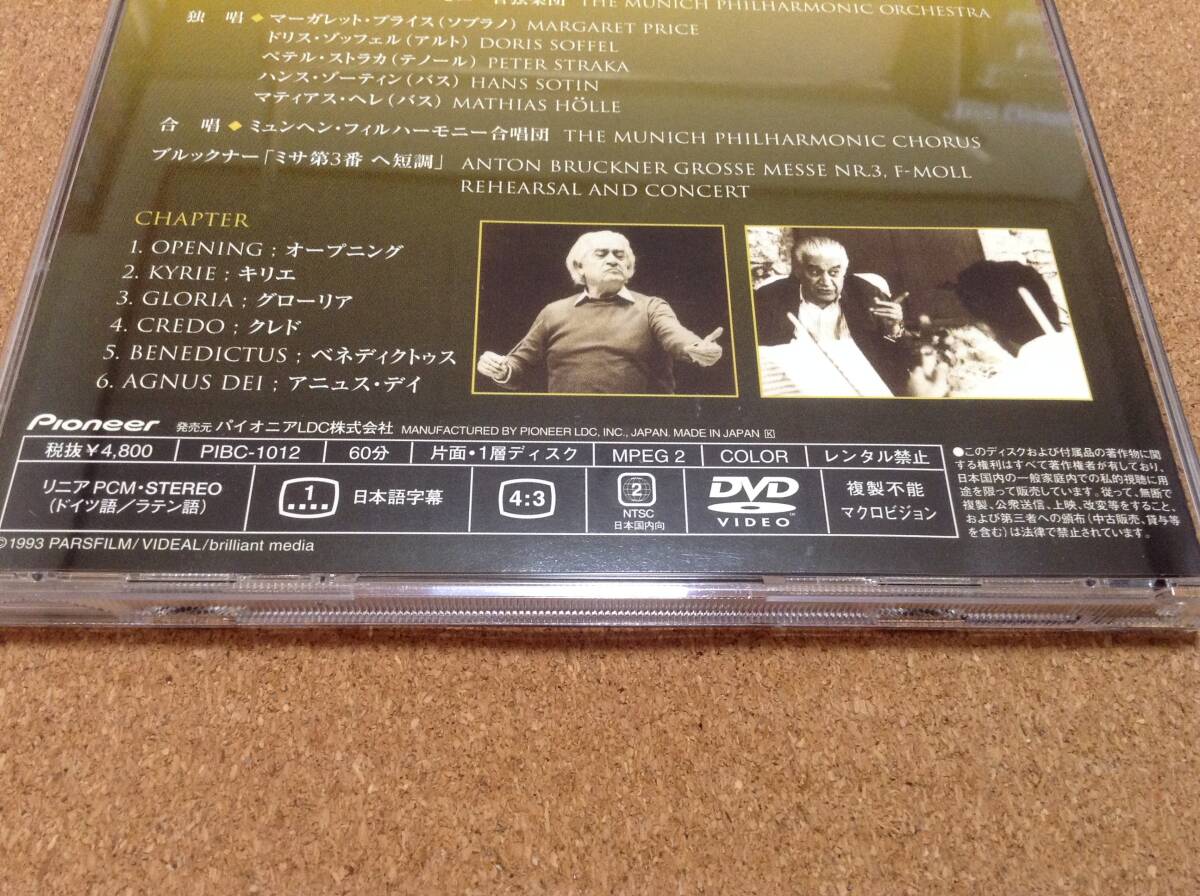 管弦楽団 THE MUNICH PHILHARMONIC ORCHESTRA
独 唱◆マーガレット・プライス(ソプラノ) MARGARET PRICE
ドリス・ゾッフェル(アルト) DORIS SOFFEL
ペテル・ストラカ(テノール) PETER STRAKA
ハンス・ゾーティン(バス) HANS SOTIN
マティアス・ヘレ(バス) MATHIAS HÖLLE
合 唱◆ミュンヘン・フィルハーモニー合唱団 THE MUNICH PHILHARMONIC CHORUS
ブルックナー「ミサ第3番 ヘ短調」 ANTON BRUCKNER GROSSE MESSE NR.3, F-MOLL
REHEARSAL AND CONCERT
CHAPTER
1. OPENING ; オープニング
2. KYRIE ; キリエ
3. GLORIA ; グローリア
4. CREDO ; クレド
5. BENEDICTUS ; ベネディクトゥス
6. AGNUS DEI ; アニュス・デイ
Pioneer 発売元 パイオニアLDC株式会社 MANUFACTURED BY PIONEER LDC, INC., JAPAN. MADE IN JAPAN K
税抜¥4,800 PIBC-1012 60分 片面・1層ディスク MPEG 2 COLOR レンタル禁止
リニア PCM・STEREO
(ドイツ語/ラテン語)
1 日本語字幕
4:3
2
NTSC
日本国内向
DVD
VIDEO
複製不能
マクロビジョン
●このディスクおよび付属品の著作物に関
する権利はすべて著作権者が有しており、
日本国内の一般家庭内での私的視聴に用
途を限って販売しています。従って、無断で
複製、公衆送信、上映、改変等をすること、
および第三者への頒布(中古販売、貸与等
を含む)は法律で禁止されています。
©1993 PARSFILM/VIDEAL/brilliant media